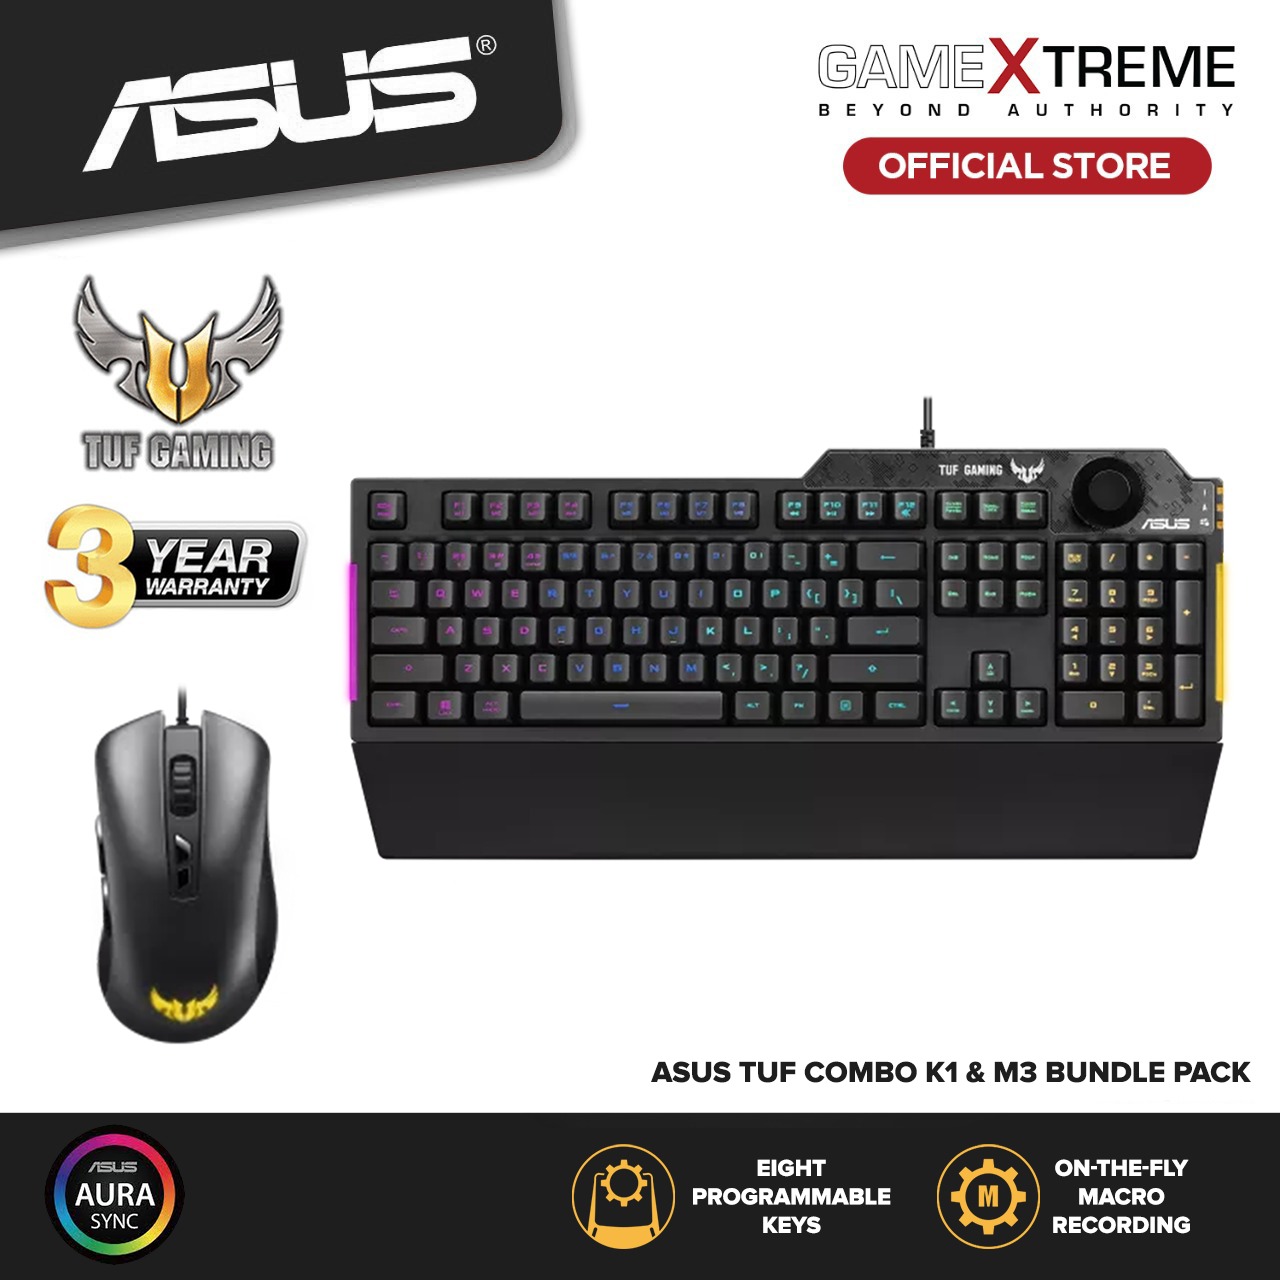 ASUS®
GAMEXTREME
BEYOND AUTHORITY
OFFICIAL STORE
TUF GAMING
3 YEAR
WARRANTY
TUF GAMING
ASUS
ASUS TUF COMBO K1 & M3 BUNDLE PACK
ASUS
AURA
SYNC
EIGHT
PROGRAMMABLE
KEYS
M
ON-THE-FLY
MACRO
RECORDING